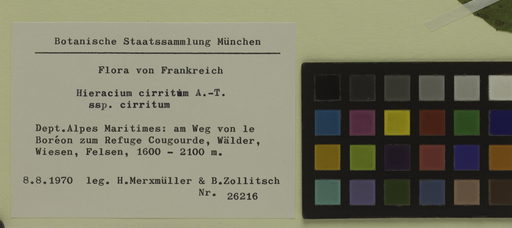 Botanische Staatssammlung München
Flora von Frankreich
Hieracium cirritum A.-T.
ssp. cirritum
Dept.Alpes Maritimes: am Weg von le
Boréon zum Refuge Cougourde, Wälder,
Wiesen, Felsen, 1600 - 2100 m.
8.8.1970 leg. H.Merxmüller & B.Zollitsch
Nr. 26216